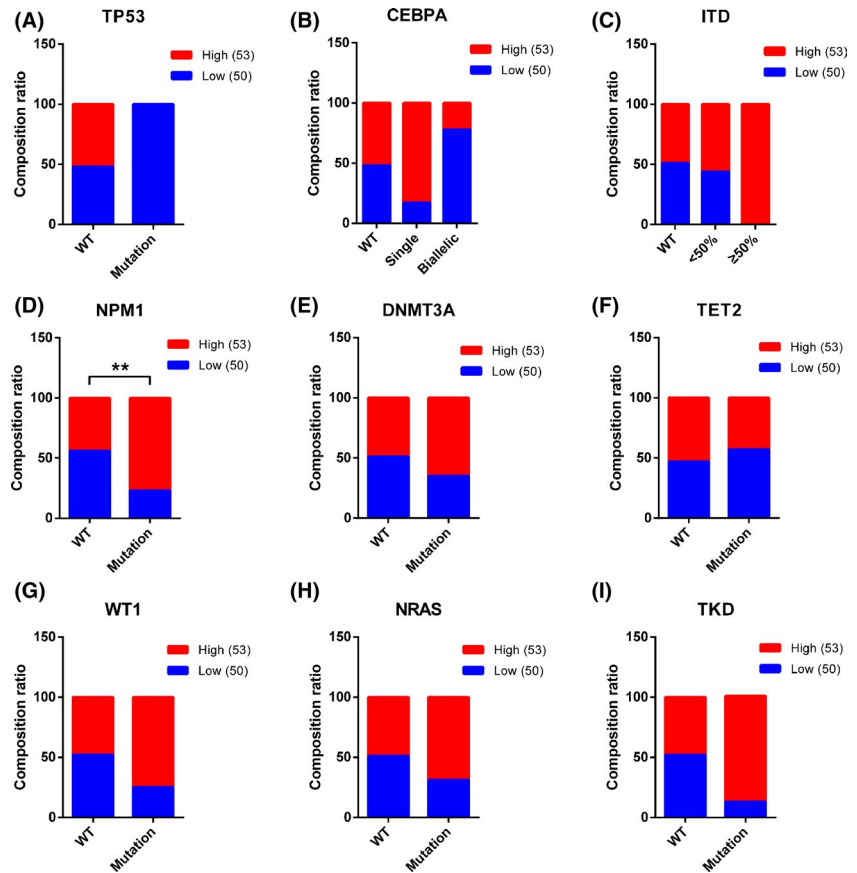 (A)
TP53
150
100
50
0
Composition ratio
High (53)
Low (50)
WT
Mutation
(B)
CEBPA
150
100
50
0
Composition ratio
High (53)
Low (50)
WT
Single
Biallelic
(C)
ITD
150
100
50
0
Composition ratio
High (53)
Low (50)
WT
<50%
≥50%
(D)
NPM1
150
100
50
0
Composition ratio
High (53)
Low (50)
**
WT
Mutation
(E)
DNMT3A
150
100
50
0
Composition ratio
High (53)
Low (50)
WT
Mutation
(F)
TET2
150
100
50
0
Composition ratio
High (53)
Low (50)
WT
Mutation
(G)
WT1
150
100
50
0
Composition ratio
High (53)
Low (50)
WT
Mutation
(H)
NRAS
150
100
50
0
Composition ratio
High (53)
Low (50)
WT
Mutation
(I)
TKD
150
100
50
0
Composition ratio
High (53)
Low (50)
WT
Mutation